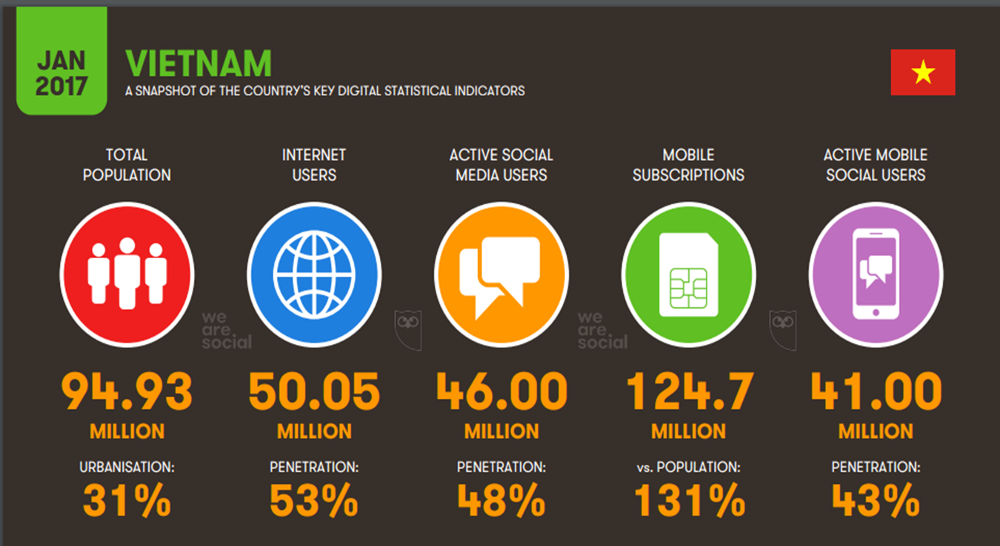 JAN
2017
VIETNAM
A SNAPSHOT OF THE COUNTRY'S KEY DIGITAL STATISTICAL INDICATORS
TOTAL
POPULATION
INTERNET
USERS
ACTIVE SOCIAL
MEDIA USERS
MOBILE
SUBSCRIPTIONS
ACTIVE MOBILE
SOCIAL USERS
we
are
social
we
are
social
94.93
MILLION
URBANISATION:
31%
50.05
MILLION
PENETRATION:
53%
46.00
MILLION
PENETRATION:
48%
124.7
MILLION
vs. POPULATION:
131%
41.00
MILLION
PENETRATION:
43%